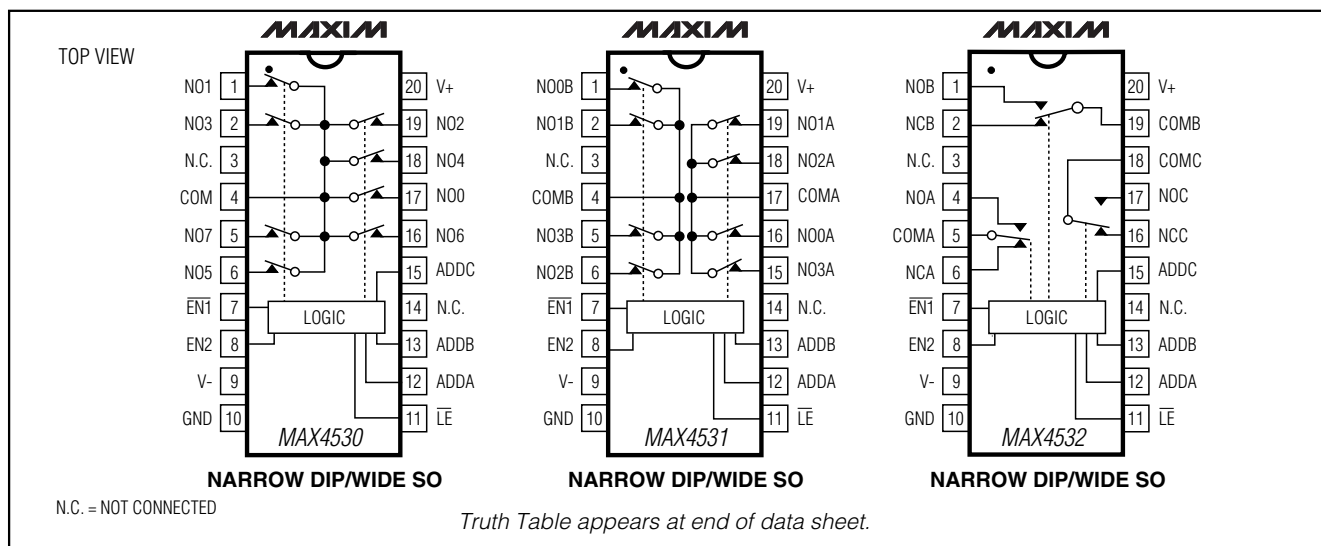 MAXIM MAXIM MAXIM
TOP VIEW
NO1 1 20 V+
NO3 2 19 NO2
N.C. 3 18 NO4
COM 4 17 NO0
NO7 5 16 NO6
NO5 6 15 ADDC
EN1 7 LOGIC 14 N.C.
EN2 8 13 ADDB
V- 9 12 ADDA
GND 10 11 LE
MAX4530
NARROW DIP/WIDE SO
NO0B 1 20 V+
NO1B 2 19 NO1A
N.C. 3 18 NO2A
COMB 4 17 COMA
NO3B 5 16 NO0A
NO2B 6 15 NO3A
EN1 7 LOGIC 14 N.C.
EN2 8 13 ADDB
V- 9 12 ADDA
GND 10 11 LE
MAX4531
NARROW DIP/WIDE SO
NOB 1 20 V+
NCB 2 19 COMB
N.C. 3 18 COMC
NOA 4 17 NOC
COMA 5 16 NCC
NCA 6 15 ADDC
EN1 7 LOGIC 14 N.C.
EN2 8 13 ADDB
V- 9 12 ADDA
GND 10 11 LE
MAX4532
NARROW DIP/WIDE SO
N.C. = NOT CONNECTED
Truth Table appears at end of data sheet.